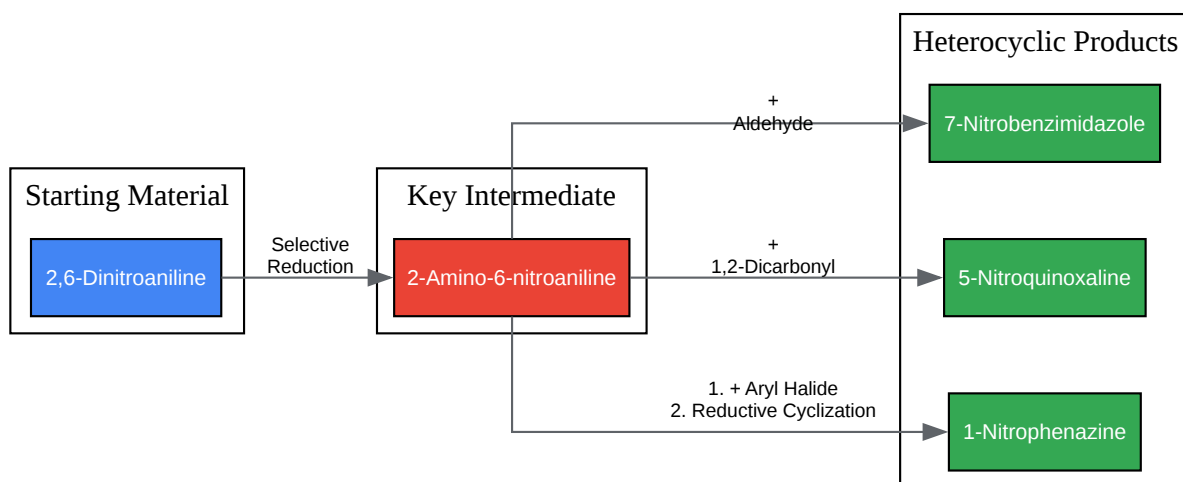 Heterocyclic Products
+
Aldehyde
7-Nitrobenzimidazole
Starting Material
2,6-Dinitroaniline
Selective
Reduction
Key Intermediate
2-Amino-6-nitroaniline
+
1,2-Dicarbonyl
5-Nitroquinoxaline
1. + Aryl Halide
2. Reductive Cyclization
1-Nitrophenazine